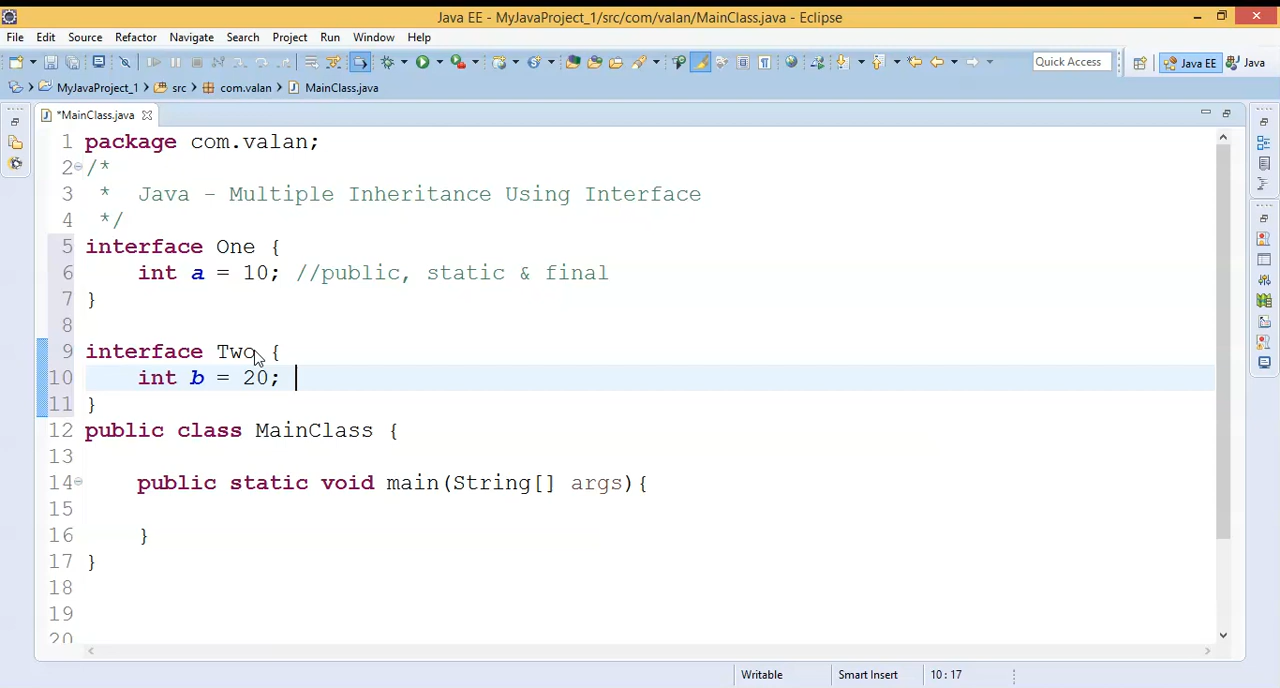 Java EE - MyJavaProject_1/src/com/valan/MainClass.java - Eclipse
File Edit Source Refactor Navigate Search Project Run Window Help
Quick Access Java EE Java
MyJavaProject_1 src com.valan MainClass.java
*MainClass.java
1 package com.valan;
2 /*
3 * Java - Multiple Inheritance Using Interface
4 */
5 interface One {
6 int a = 10; //public, static & final
7 }
8
9 interface Two {
10 int b = 20;
11 }
12 public class MainClass {
13
14 public static void main(String[] args){
15
16 }
17 }
18
19
20
Writable Smart Insert 10 : 17